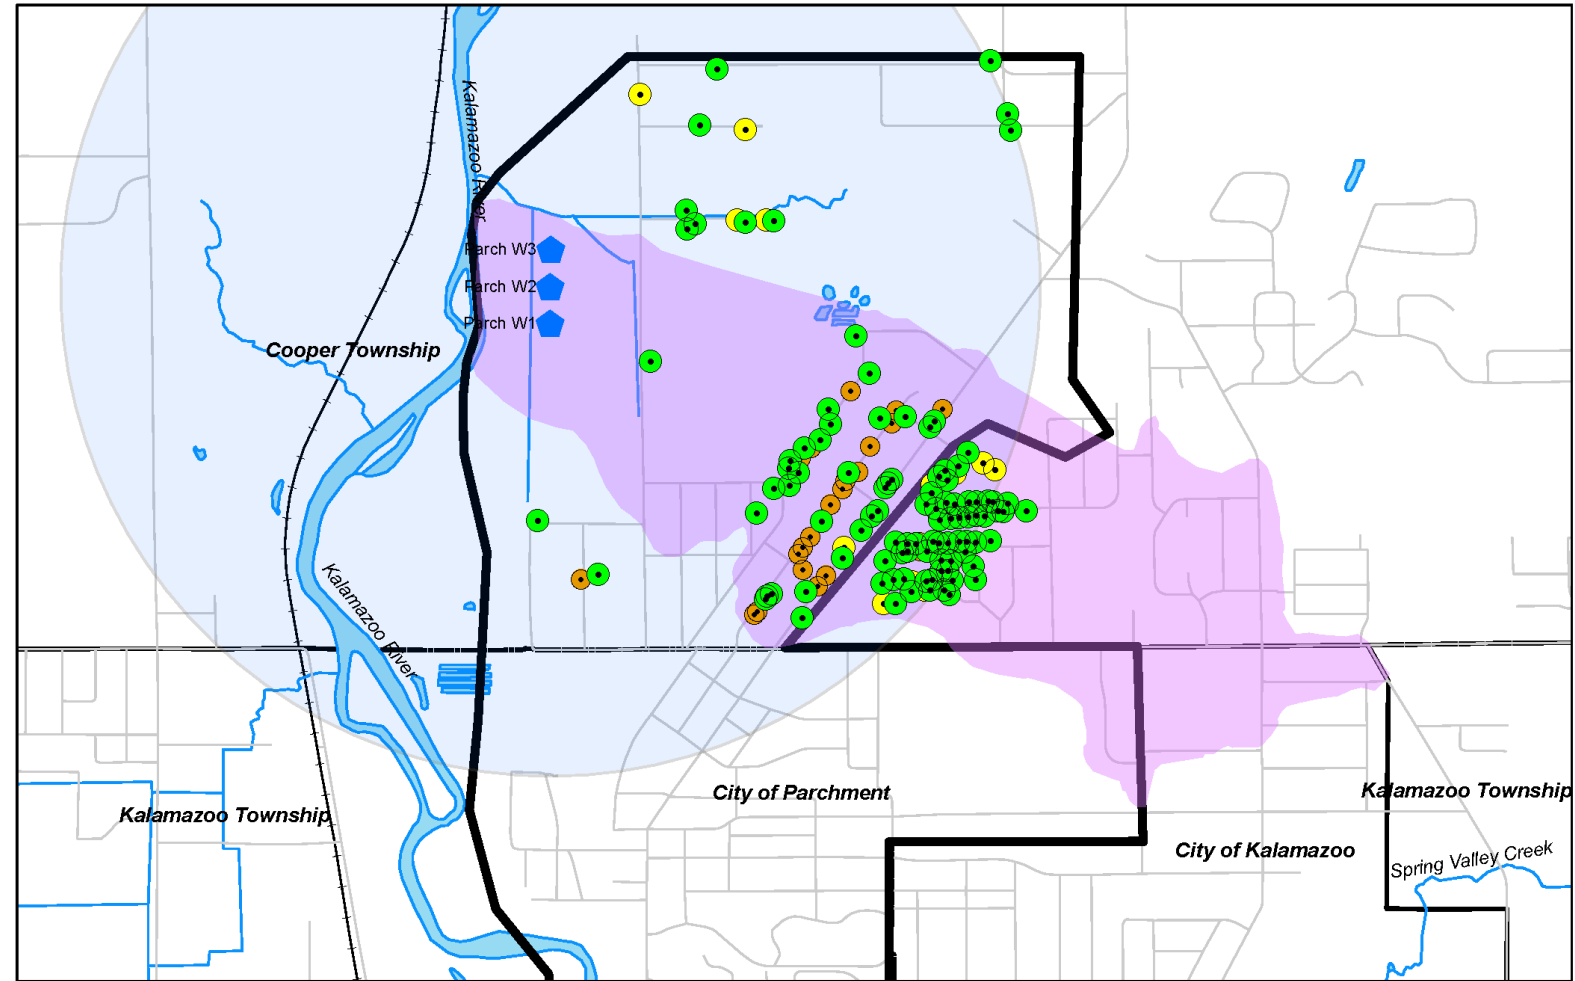 Kalamazoo River
Parch W3
Parch W2
Parch W1
Cooper Township
Kalamazoo River
City of Parchment
Kalamazoo Township
Kalamazoo Township
City of Kalamazoo
Spring Valley Creek